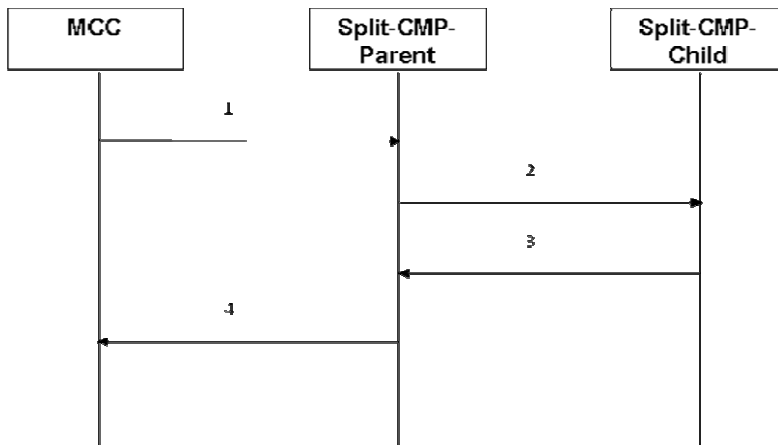 MCC
Split-CMP-
Parent
Split-CMP-
Child
1
2
3
4